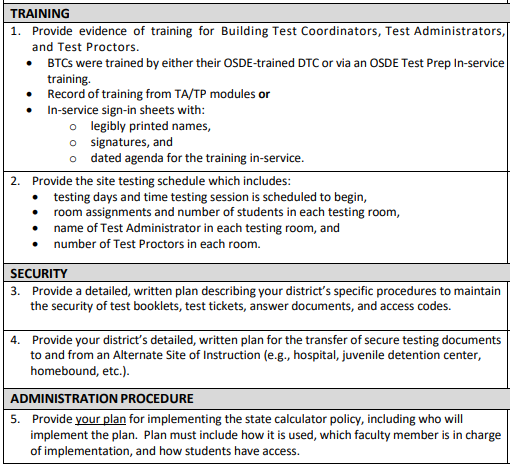 TRAINING
1. Provide evidence of training for Building Test Coordinators, Test Administrators,
and Test Proctors.
• BTCs were trained by either their OSDE-trained DTC or via an OSDE Test Prep In-service
training.
• Record of training from TA/TP modules or
• In-service sign-in sheets with:
o legibly printed names,
o signatures, and
o dated agenda for the training in-service.
2. Provide the site testing schedule which includes:
• testing days and time testing session is scheduled to begin,
• room assignments and number of students in each testing room,
• name of Test Administrator in each testing room, and
• number of Test Proctors in each room.
SECURITY
3. Provide a detailed, written plan describing your district's specific procedures to maintain
the security of test booklets, test tickets, answer documents, and access codes.
4. Provide your district's detailed, written plan for the transfer of secure testing documents
to and from an Alternate Site of Instruction (e.g., hospital, juvenile detention center,
homebound, etc.).
ADMINISTRATION PROCEDURE
5. Provide your plan for implementing the state calculator policy, including who will
implement the plan. Plan must include how it is used, which faculty member is in charge
of implementation, and how students have access.